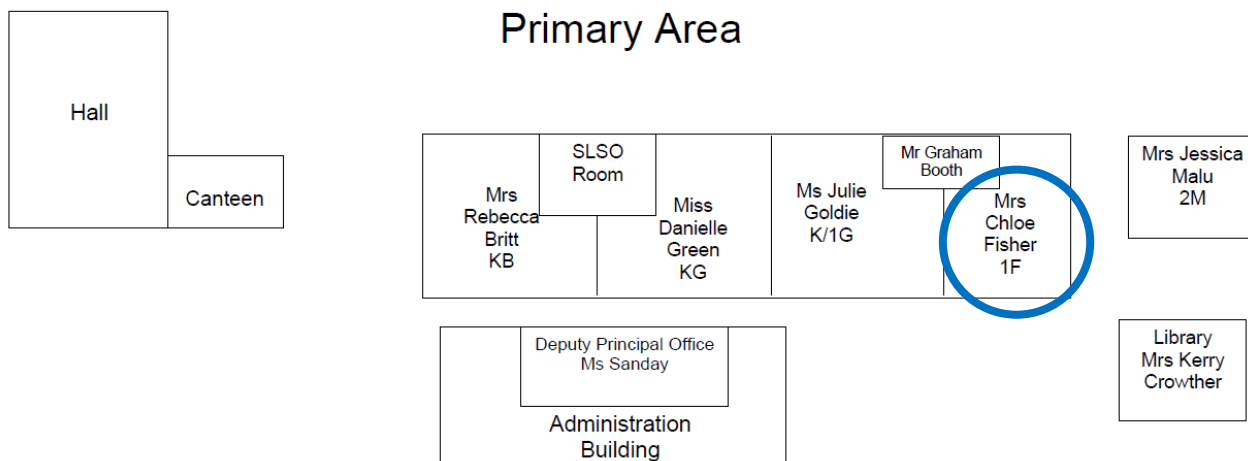 Primary Area
Hall
Canteen
SLSO
Room
Mrs
Rebecca
Britt
KB
Miss
Danielle
Green
KG
Ms Julie
Goldie
K/1G
Mr Graham
Booth
Mrs
Chloe
Fisher
1F
Mrs Jessica
Malu
2M
Deputy Principal Office
Ms Sanday
Administration
Building
Library
Mrs Kerry
Crowther